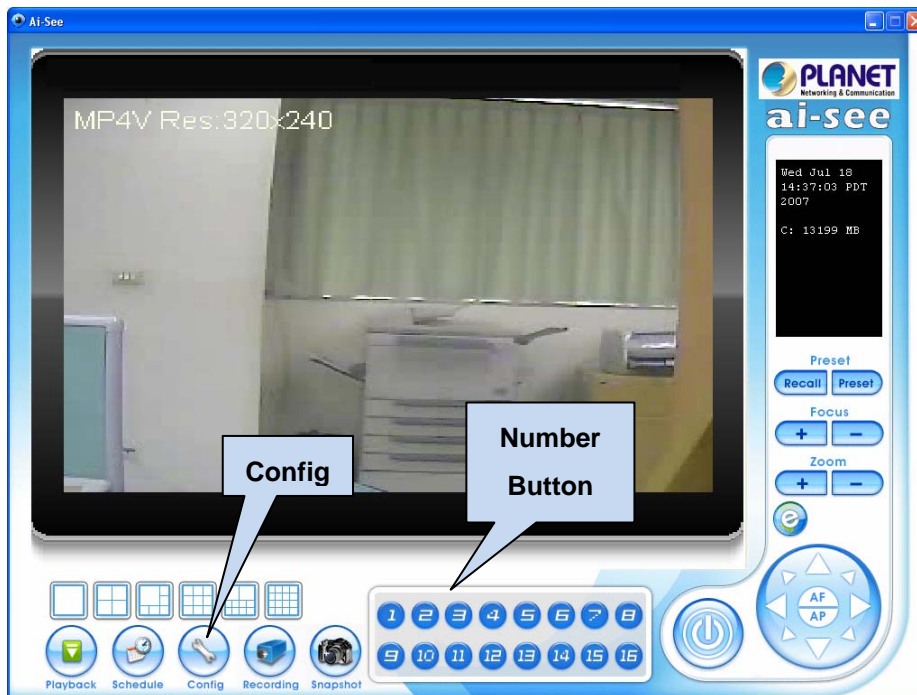 Ai-See
PLANET
Networking & Communication
ai-see
MP4V Res:320x240
Wed Jul 18
14:37:03 PDT
2007
C: 13199 MB
Preset
Recall Preset
Focus
+ -
Zoom
+ -
e
Config
Number
Button
AF
AP
1 2 3 4 5 6 7 8
9 10 11 12 13 14 15 16
Playback Schedule Config Recording Snapshot